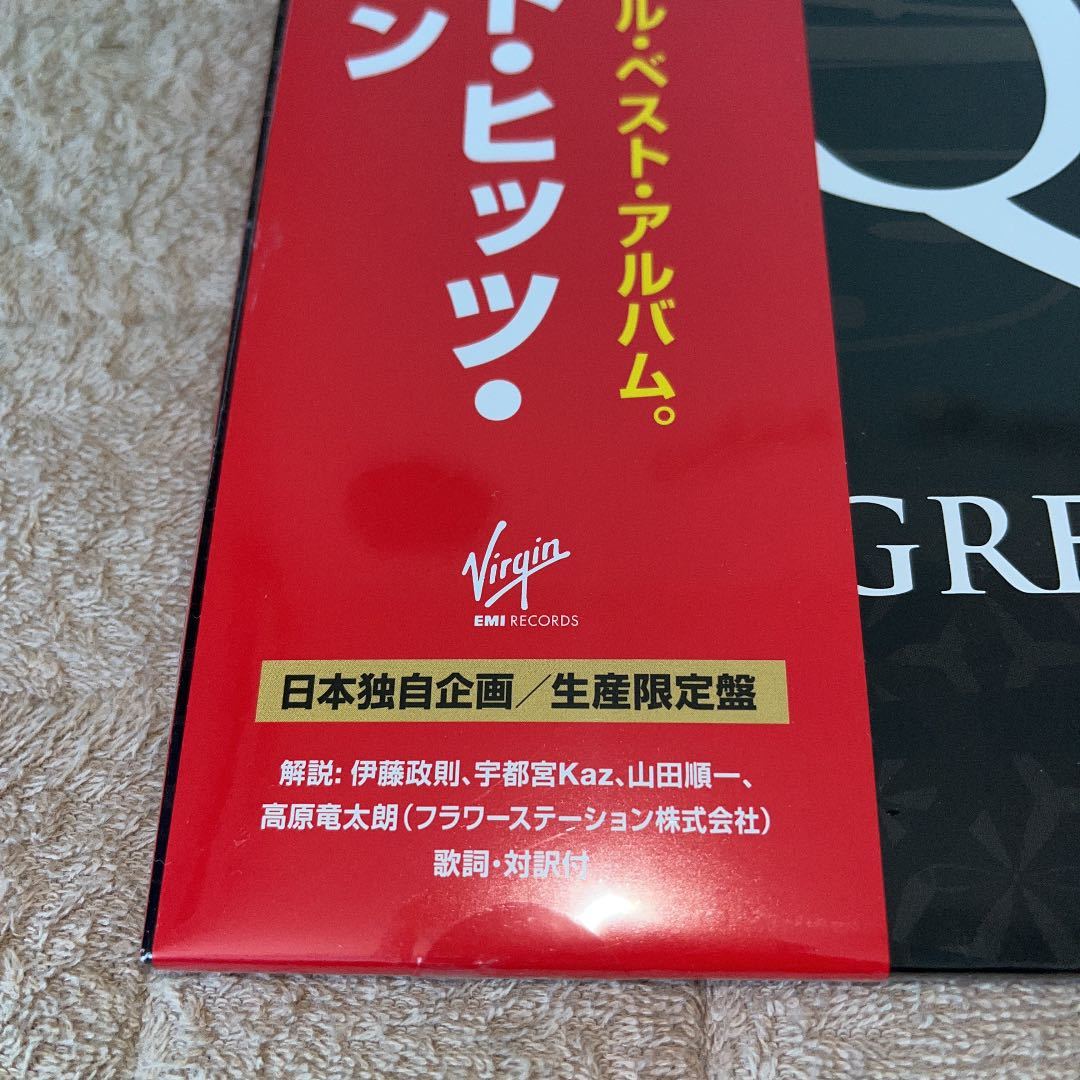 ル・ベスト・アルバム。
ト・ヒッツ・
ン
Virgin
EMI RECORDS
日本独自企画／生産限定盤
解説: 伊藤政則、宇都宮Kaz、山田順一、
高原竜太朗（フラワーステーション株式会社）
歌詞・対訳付
Q
GRE